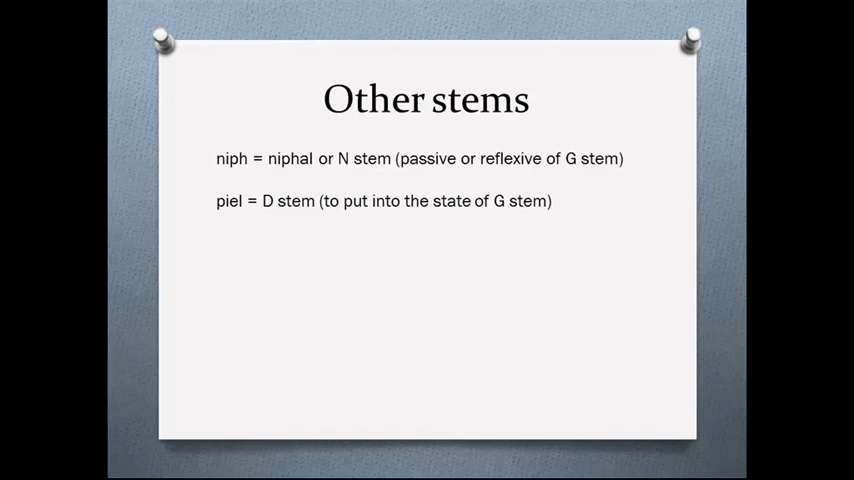 Other stems
niph = niphal or N stem (passive or reflexive of G stem)
piel = D stem (to put into the state of G stem)